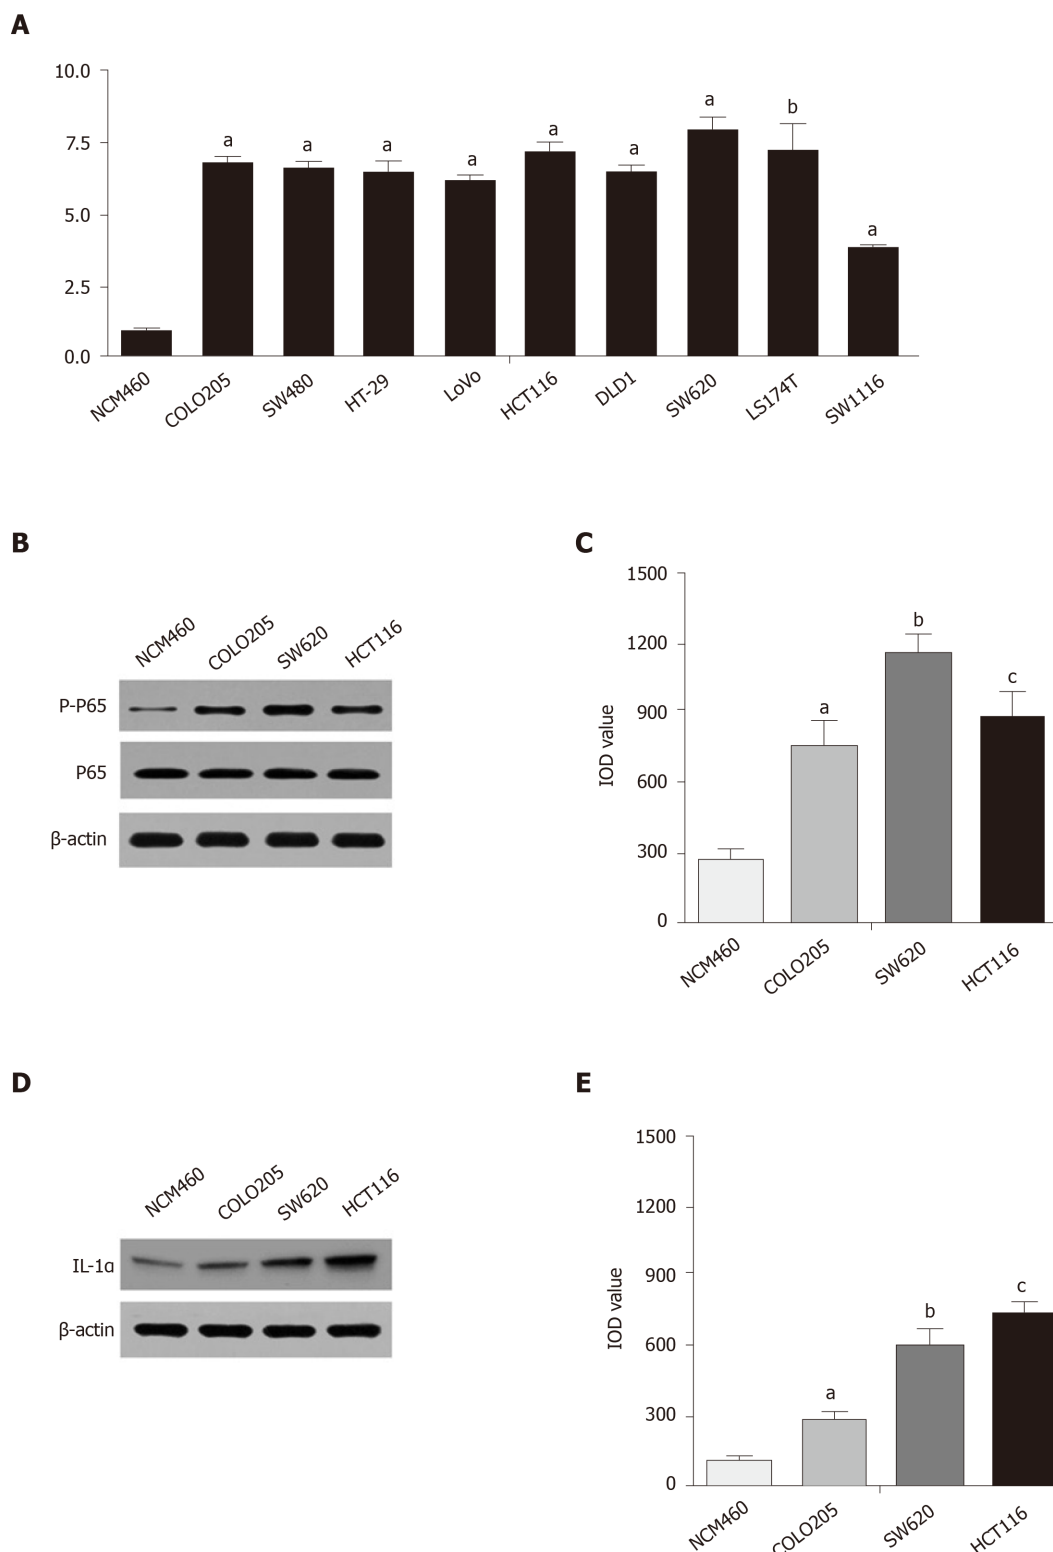 A
10.0
7.5
5.0
2.5
0.0
a
a
a
a
a
a
a
b
a
NCM460
COLO205
SW480
HT-29
LoVo
HCT116
DLD1
SW620
LS174T
SW1116
B
NCM460
COLO205
SW620
HCT116
P-P65
P65
β-actin
C
1500
1200
900
600
300
0
IOD value
a
b
c
NCM460
COLO205
SW620
HCT116
D
NCM460
COLO205
SW620
HCT116
IL-1α
β-actin
E
1500
1200
900
600
300
0
IOD value
a
b
c
NCM460
COLO205
SW620
HCT116